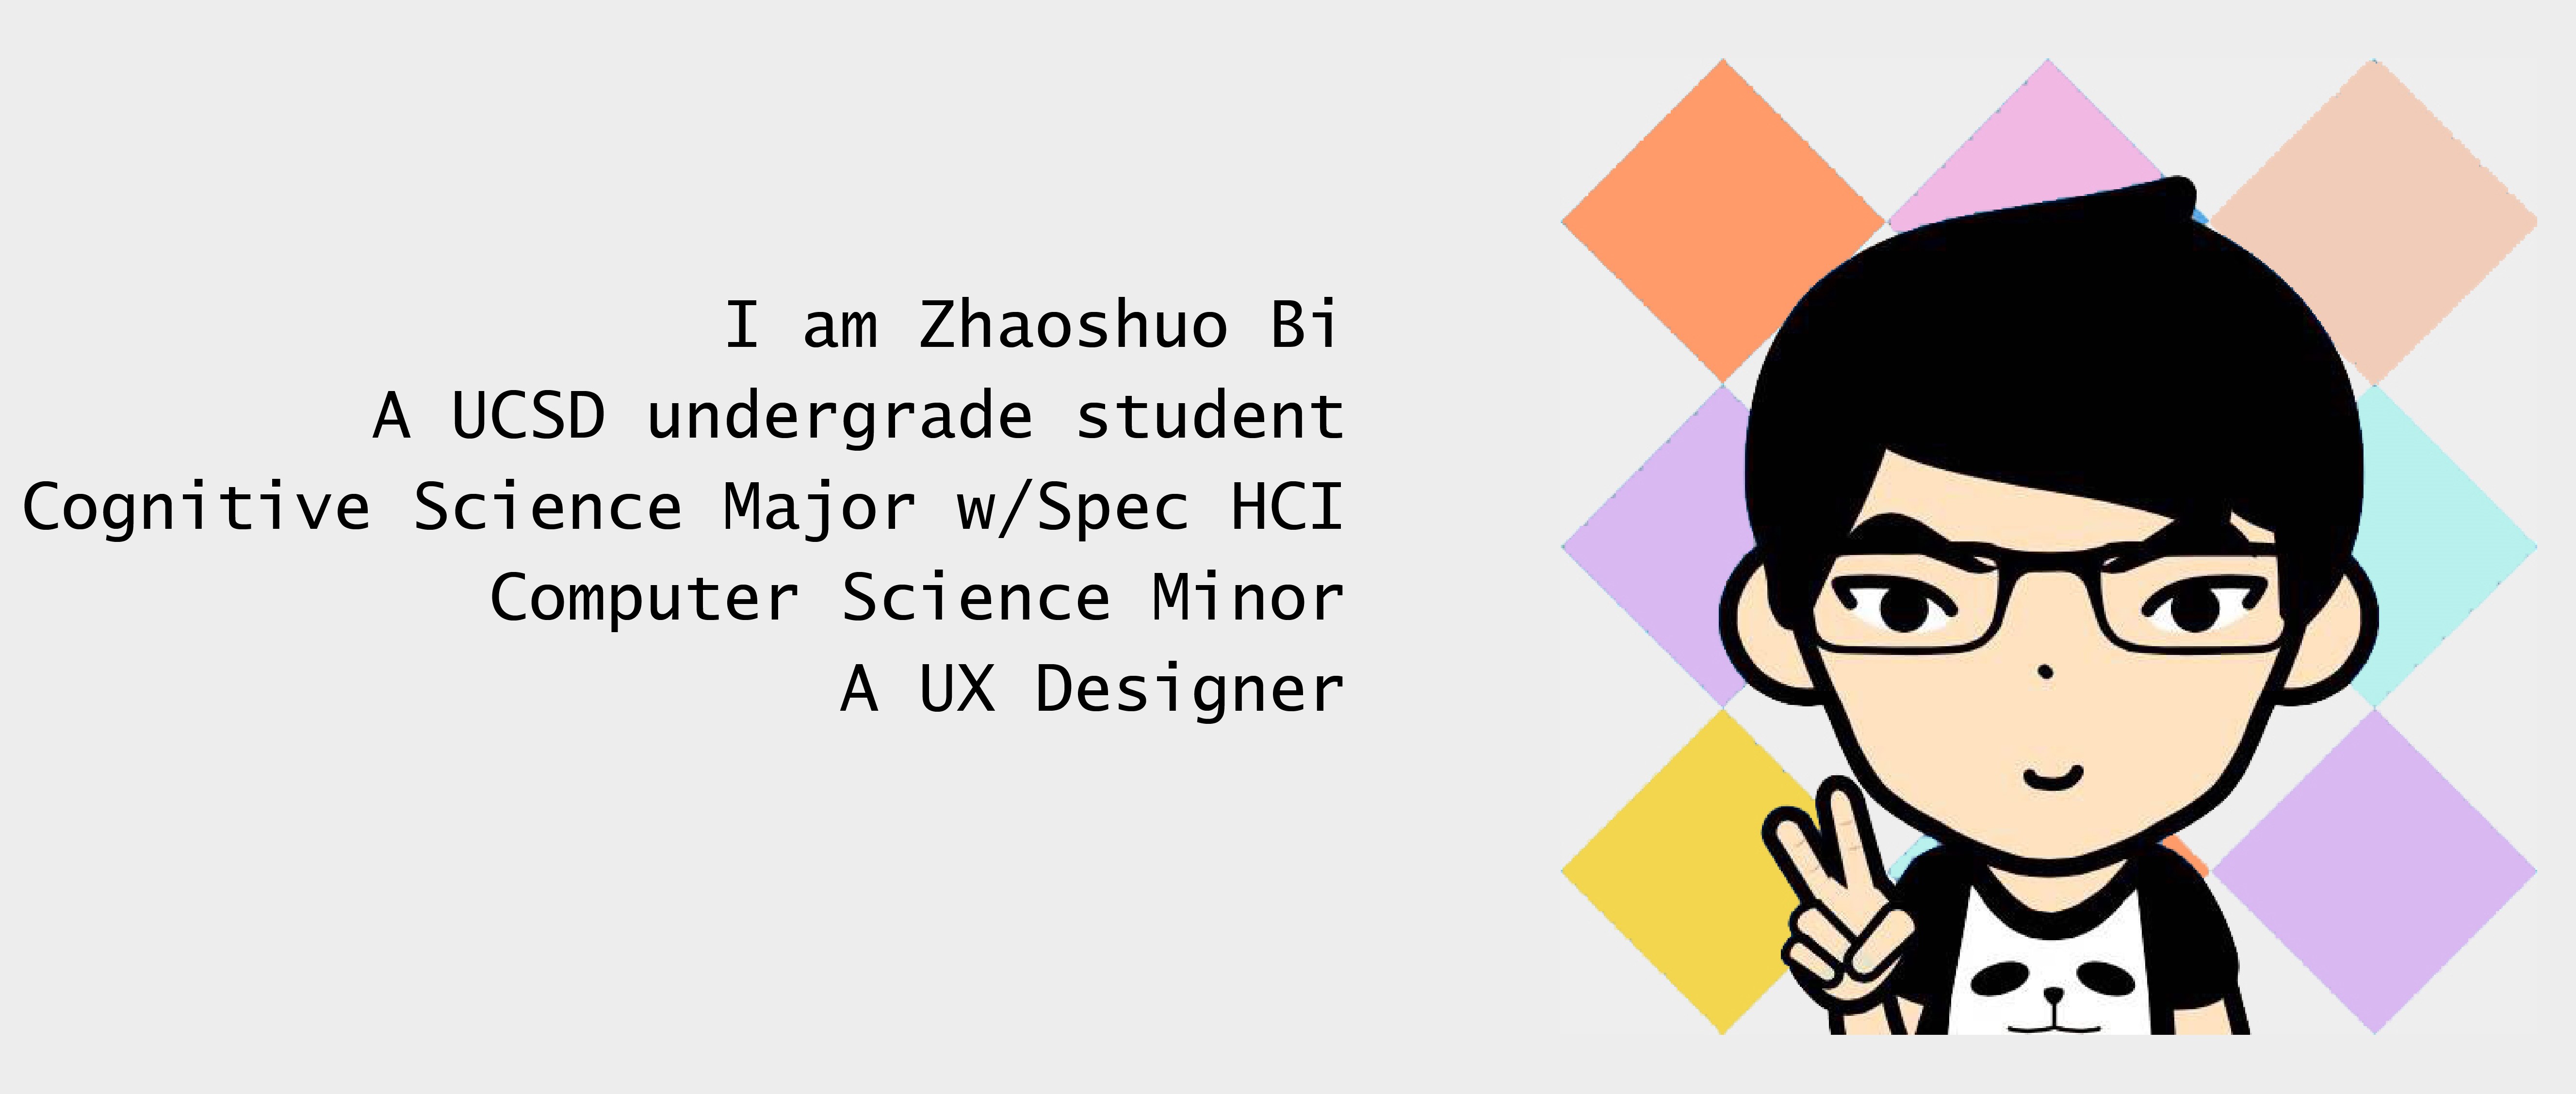 I am Zhaoshuo Bi
A UCSD undergrade student
Cognitive Science Major w/Spec HCI
Computer Science Minor
A UX Designer